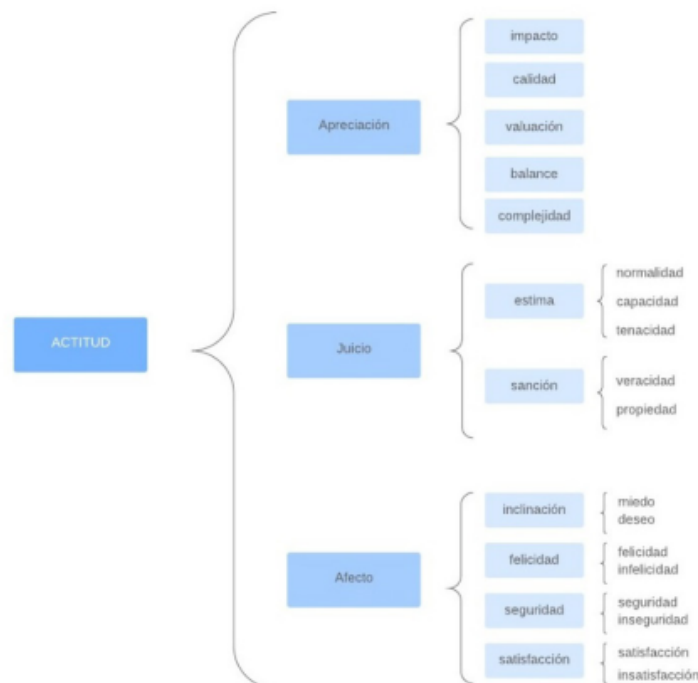 ACTITUD
Apreciación
impacto
calidad
valuación
balance
complejidad
Juicio
estima
normalidad
capacidad
tenacidad
sanción
veracidad
propiedad
Afecto
inclinación
miedo
deseo
felicidad
felicidad
infelicidad
seguridad
seguridad
inseguridad
satisfacción
satisfacción
insatisfacción